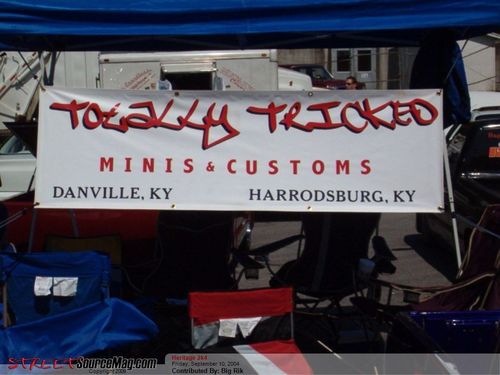 TOTALLY TRICKED
MINIS & CUSTOMS
DANVILLE, KY HARRODSBURG, KY
STREETSourceMag.com
Heritage 2k4
Friday, September 10, 2004
Contributed By: Big Rik